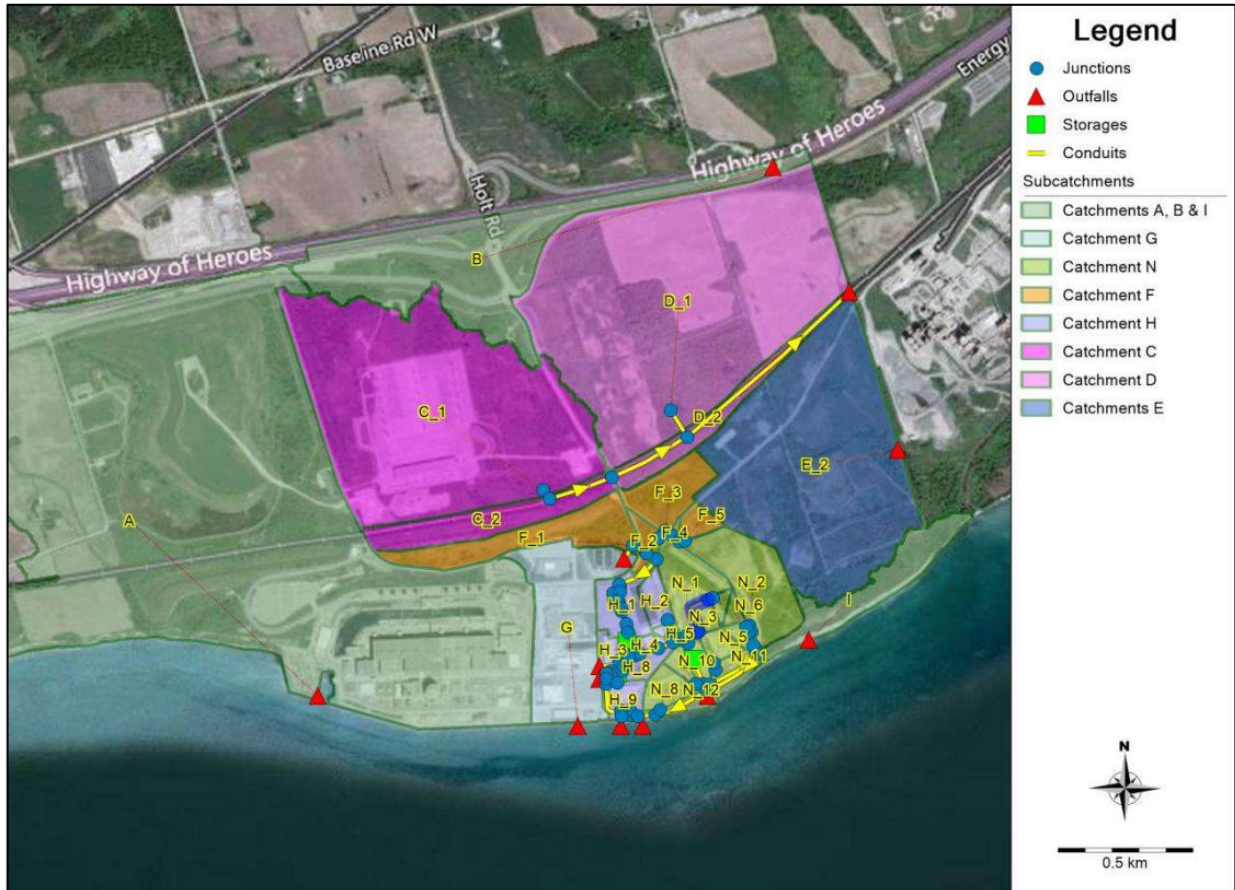 Baseline Rd W
Energy
Highway of Heroes
Holt Rd
Highway of Heroes
B
D_1
C_1
D_2
E_2
A
C_2
F_3
F_5
F_1
F_4
F_2
N_1
N_2
I
H_1
H_2
N_3
N_6
G
H_3
H_4
H_5
N_5
H_8
N_10
N_11
H_9
N_8
N_12
Legend
Junctions
Outfalls
Storages
Conduits
Subcatchments
Catchments A, B & I
Catchment G
Catchment N
Catchment F
Catchment H
Catchment C
Catchment D
Catchments E
N
0.5 km